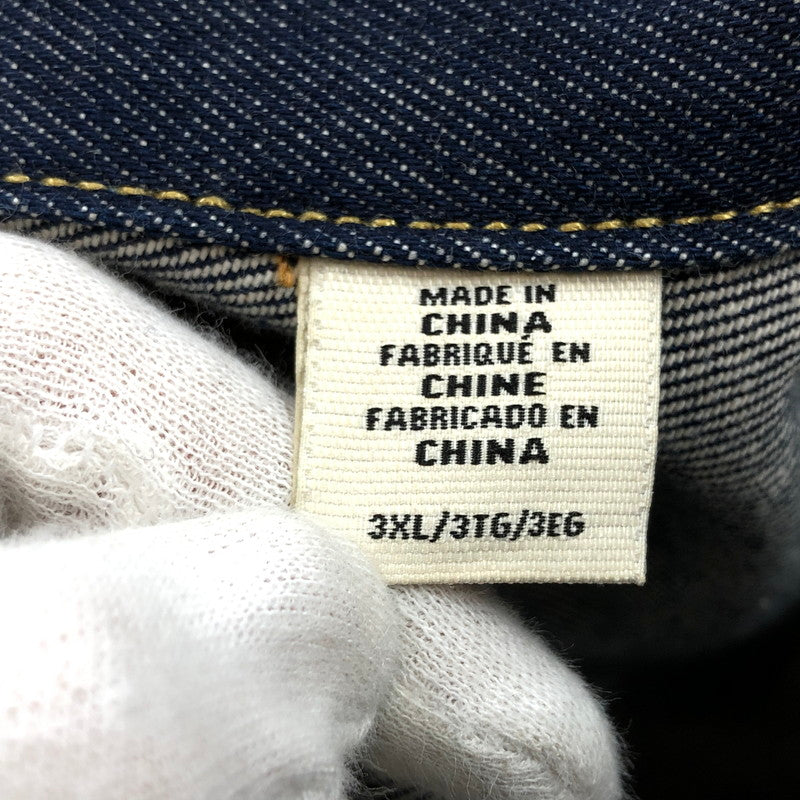 MADE IN
CHINA
FABRIQUÉ EN
CHINE
FABRICADO EN
CHINA
3XL/3TG/3EG